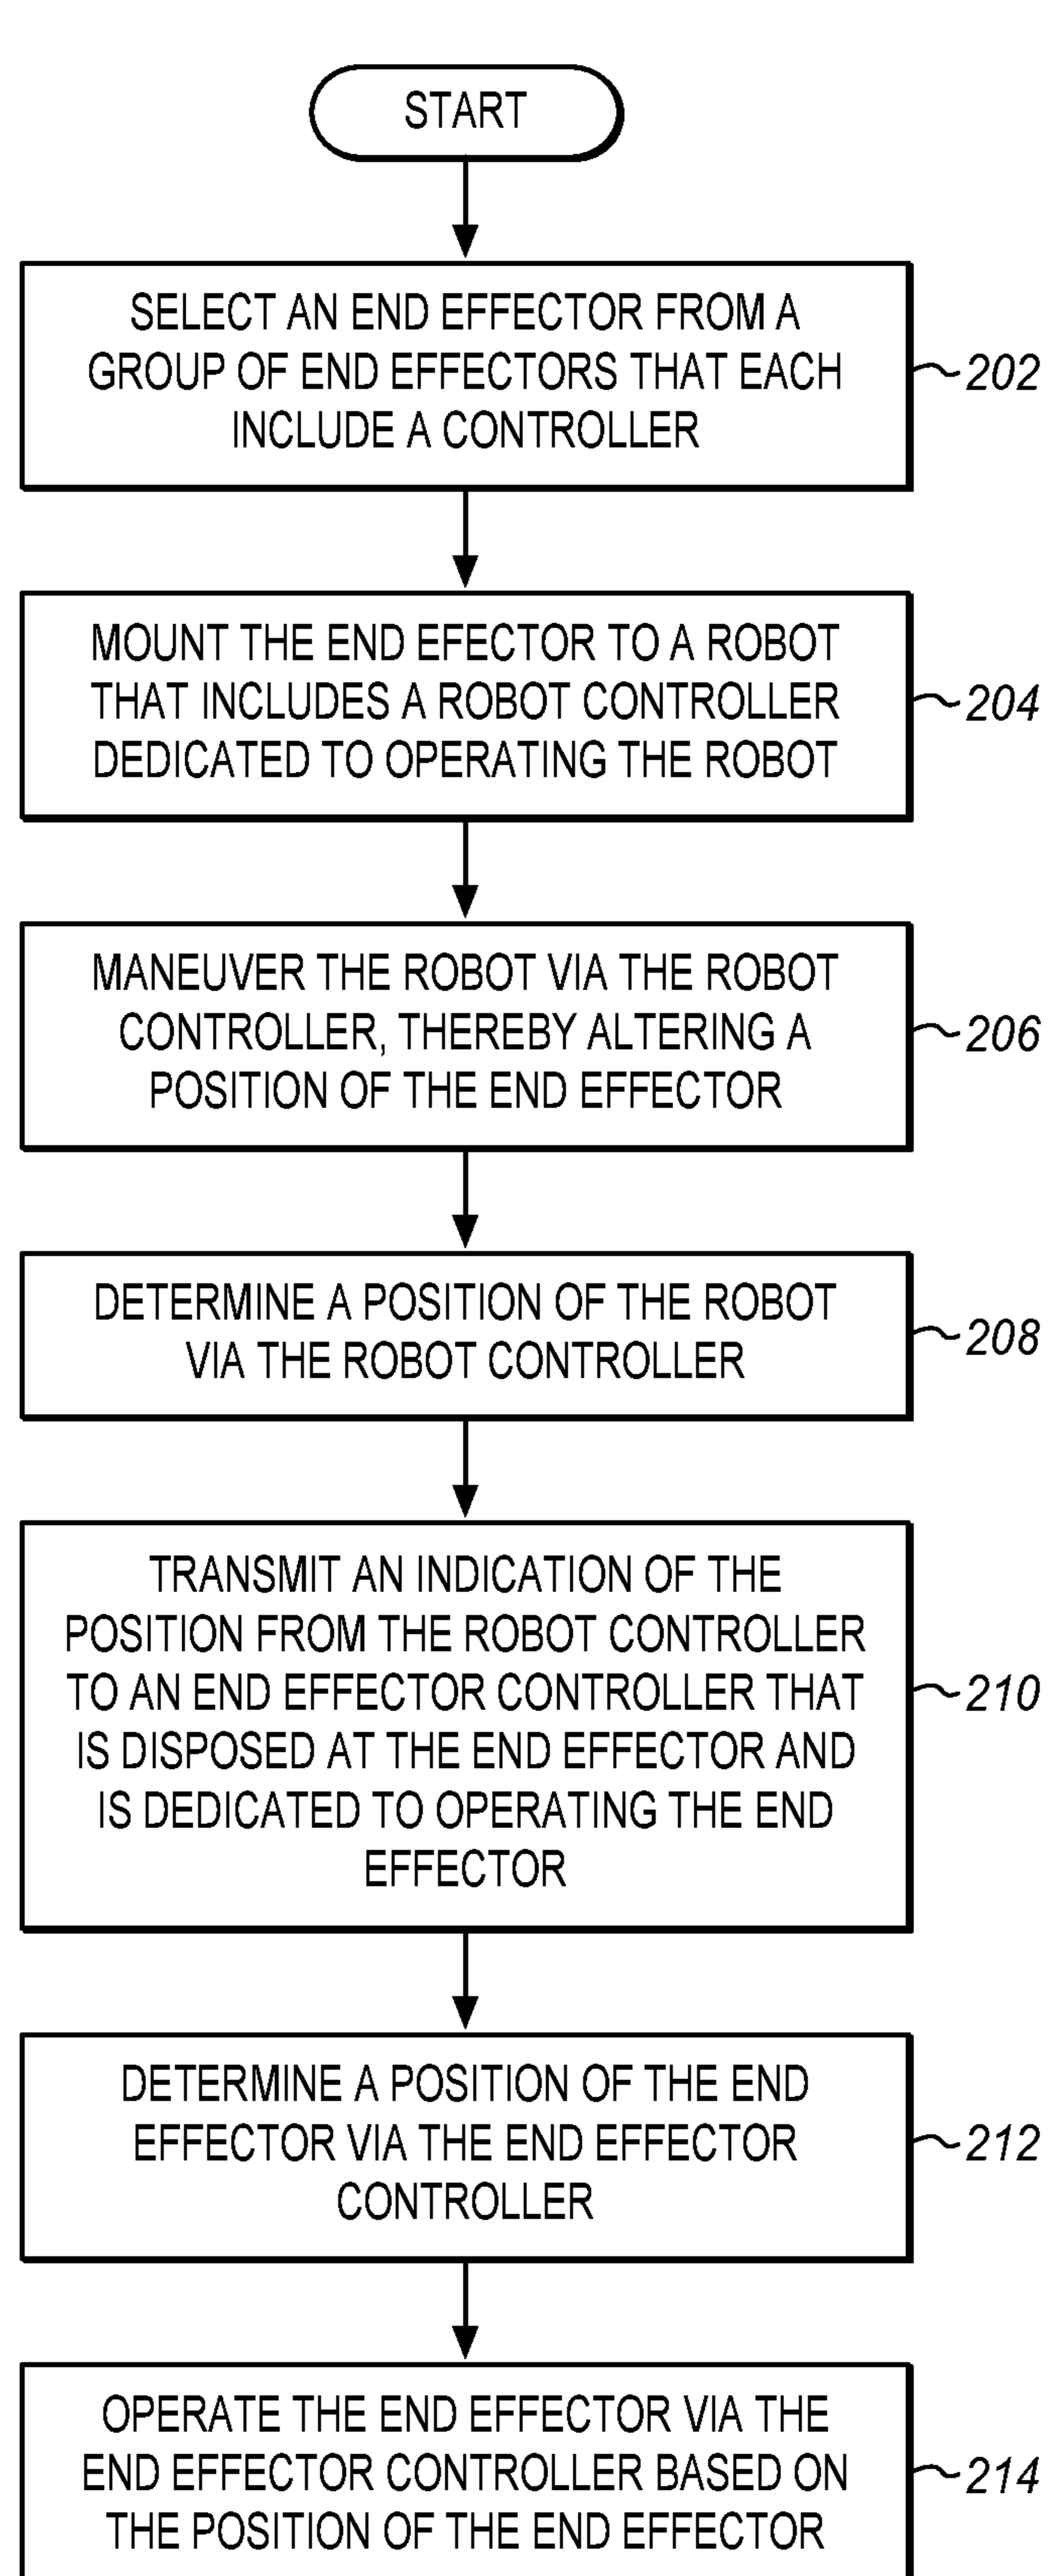 START
SELECT AN END EFFECTOR FROM A
GROUP OF END EFFECTORS THAT EACH
INCLUDE A CONTROLLER
202
MOUNT THE END EFECTOR TO A ROBOT
THAT INCLUDES A ROBOT CONTROLLER
DEDICATED TO OPERATING THE ROBOT
204
MANEUVER THE ROBOT VIA THE ROBOT
CONTROLLER, THEREBY ALTERING A
POSITION OF THE END EFFECTOR
206
DETERMINE A POSITION OF THE ROBOT
VIA THE ROBOT CONTROLLER
208
TRANSMIT AN INDICATION OF THE
POSITION FROM THE ROBOT CONTROLLER
TO AN END EFFECTOR CONTROLLER THAT
IS DISPOSED AT THE END EFFECTOR AND
IS DEDICATED TO OPERATING THE END
EFFECTOR
210
DETERMINE A POSITION OF THE END
EFFECTOR VIA THE END EFFECTOR
CONTROLLER
212
OPERATE THE END EFFECTOR VIA THE
END EFFECTOR CONTROLLER BASED ON
THE POSITION OF THE END EFFECTOR
214